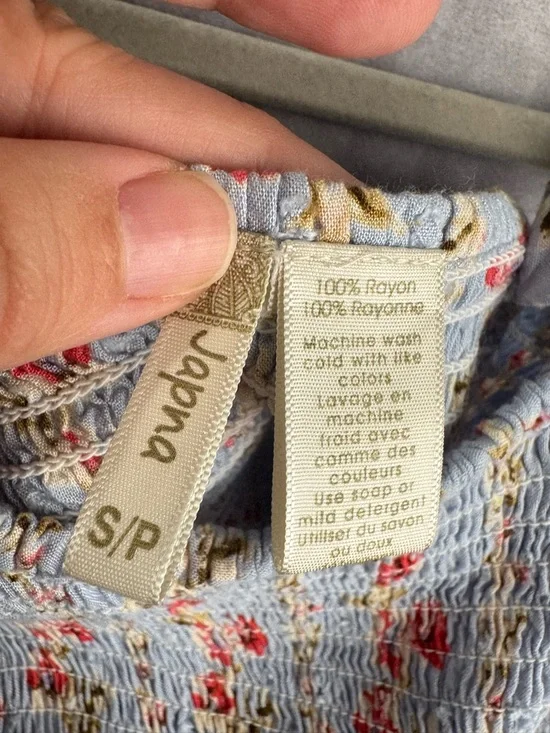 Japna
S/P
100% Rayon
100% Rayonne
Machine wash
cold with like
colors
Lavage en
machine
froid avec
comme des
couleurs
Use soap or
mild detergent
Utiliser du savon
ou doux